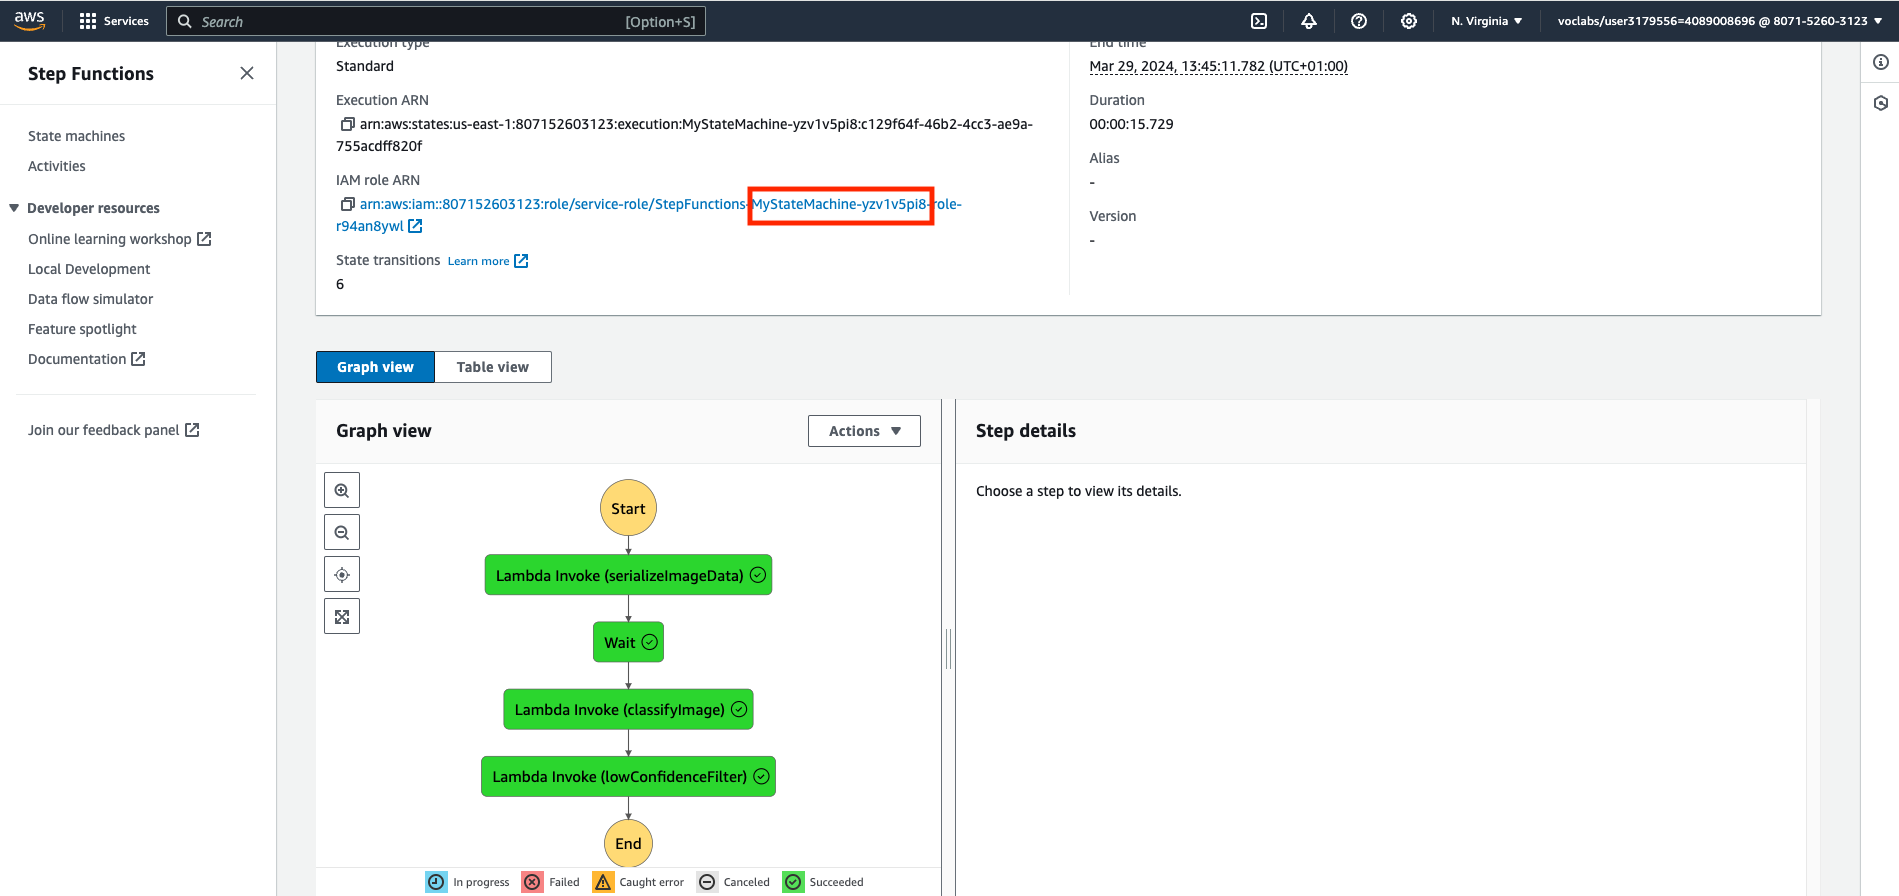 aws
Services
Search
[Option+S]
N. Virginia
voclabs/user3179556=4089008696 @ 8071-5260-3123
Step Functions
State machines
Activities
Developer resources
Online learning workshop
Local Development
Data flow simulator
Feature spotlight
Documentation
Join our feedback panel
Execution type
Standard
Execution ARN
arn:aws:states:us-east-1:807152603123:execution:MyStateMachine-yzv1v5pi8:c129f64f-46b2-4cc3-ae9a-
755acdff820f
IAM role ARN
arn:aws:iam::807152603123:role/service-role/StepFunctions-MyStateMachine-yzv1v5pi8-role-
r94an8ywl
State transitions Learn more
6
End time
Mar 29, 2024, 13:45:11.782 (UTC+01:00)
Duration
00:00:15.729
Alias
-
Version
-
Graph view
Table view
Graph view
Actions
Start
Lambda Invoke (serializeImageData)
Wait
Lambda Invoke (classifyImage)
Lambda Invoke (lowConfidenceFilter)
End
In progress
Failed
Caught error
Canceled
Succeeded
Step details
Choose a step to view its details.